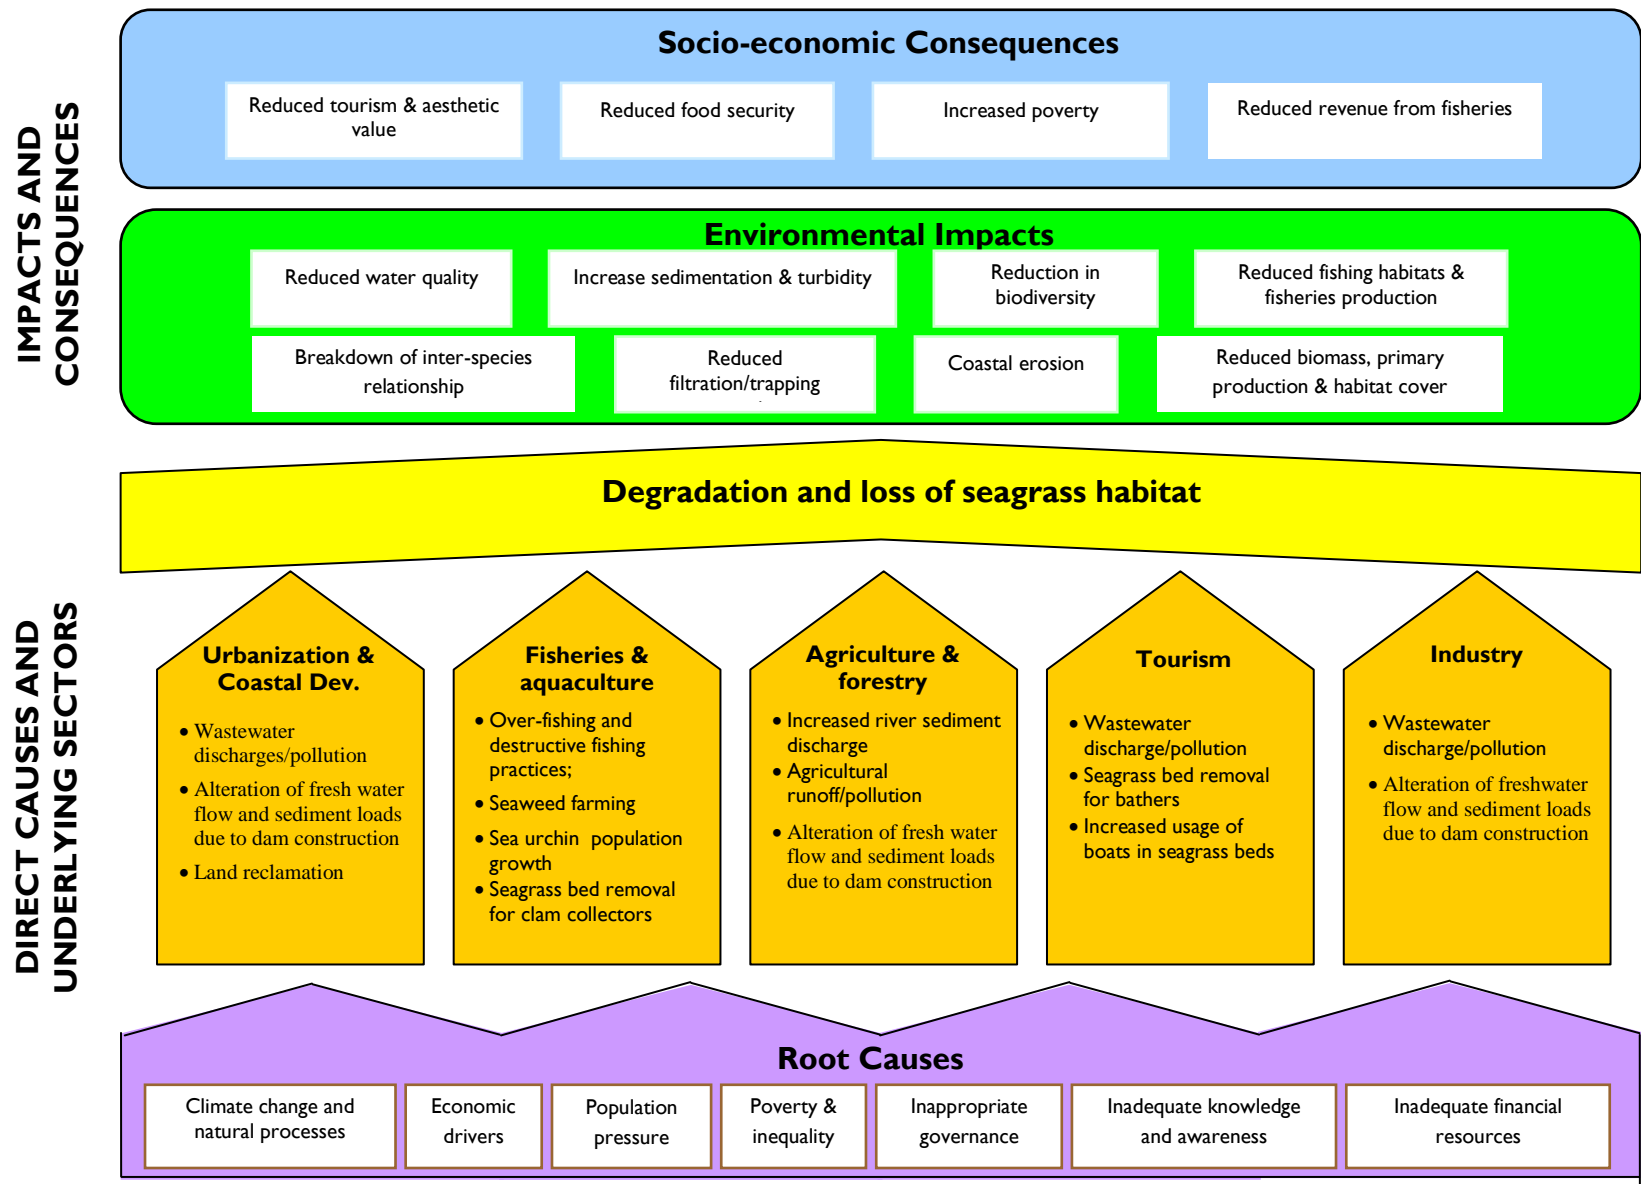 IMPACTS AND
CONSEQUENCES
Socio-economic Consequences
Reduced tourism & aesthetic
value
Reduced food security
Increased poverty
Reduced revenue from fisheries
Environmental Impacts
Reduced water quality
Increase sedimentation & turbidity
Reduction in
biodiversity
Reduced fishing habitats &
fisheries production
Breakdown of inter-species
relationship
Reduced
filtration/trapping
Coastal erosion
Reduced biomass, primary
production & habitat cover
Degradation and loss of seagrass habitat
DIRECT CAUSES AND
UNDERLYING SECTORS
Urbanization &
Coastal Dev.
• Wastewater
discharges/pollution
• Alteration of fresh water
flow and sediment loads
due to dam construction
• Land reclamation
Fisheries &
aquaculture
• Over-fishing and
destructive fishing
practices;
• Seaweed farming
• Sea urchin population
growth
• Seagrass bed removal
for clam collectors
Agriculture &
forestry
• Increased river sediment
discharge
• Agricultural
runoff/pollution
• Alteration of fresh water
flow and sediment loads
due to dam construction
Tourism
• Wastewater
discharge/pollution
• Seagrass bed removal
for bathers
• Increased usage of
boats in seagrass beds
Industry
• Wastewater
discharge/pollution
• Alteration of freshwater
flow and sediment loads
due to dam construction
Root Causes
Climate change and
natural processes
Economic
drivers
Population
pressure
Poverty &
inequality
Inappropriate
governance
Inadequate knowledge
and awareness
Inadequate financial
resources